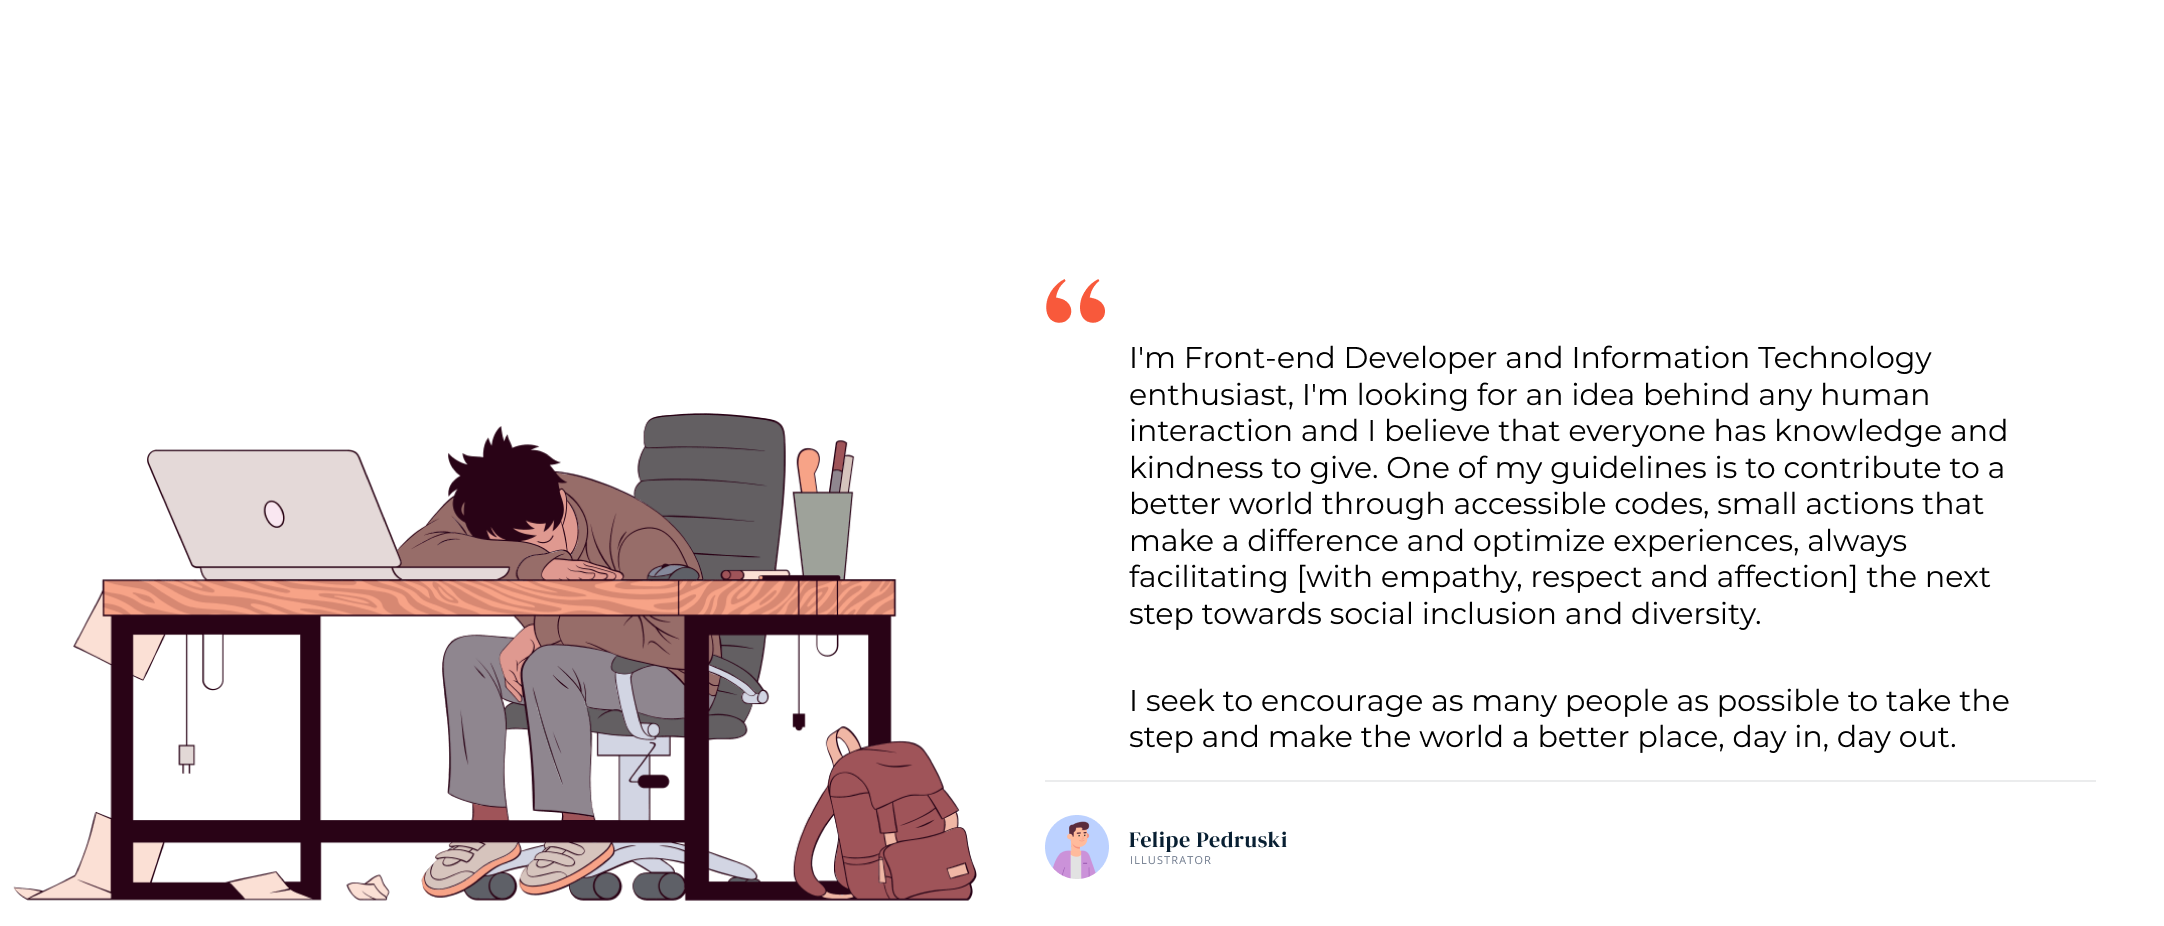 “
I'm Front-end Developer and Information Technology
enthusiast, I'm looking for an idea behind any human
interaction and I believe that everyone has knowledge and
kindness to give. One of my guidelines is to contribute to a
better world through accessible codes, small actions that
make a difference and optimize experiences, always
facilitating [with empathy, respect and affection] the next
step towards social inclusion and diversity.
I seek to encourage as many people as possible to take the
step and make the world a better place, day in, day out.
Felipe Pedruski
ILLUSTRATOR